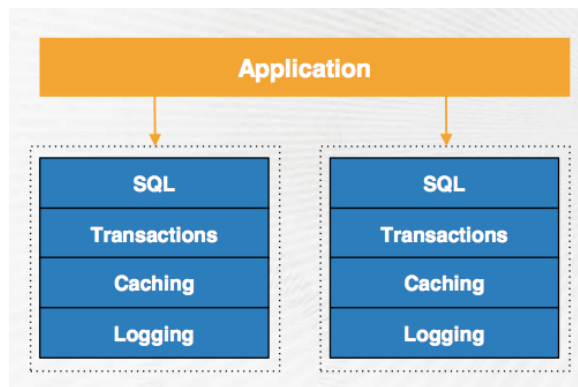 Application
SQL
Transactions
Caching
Logging
SQL
Transactions
Caching
Logging